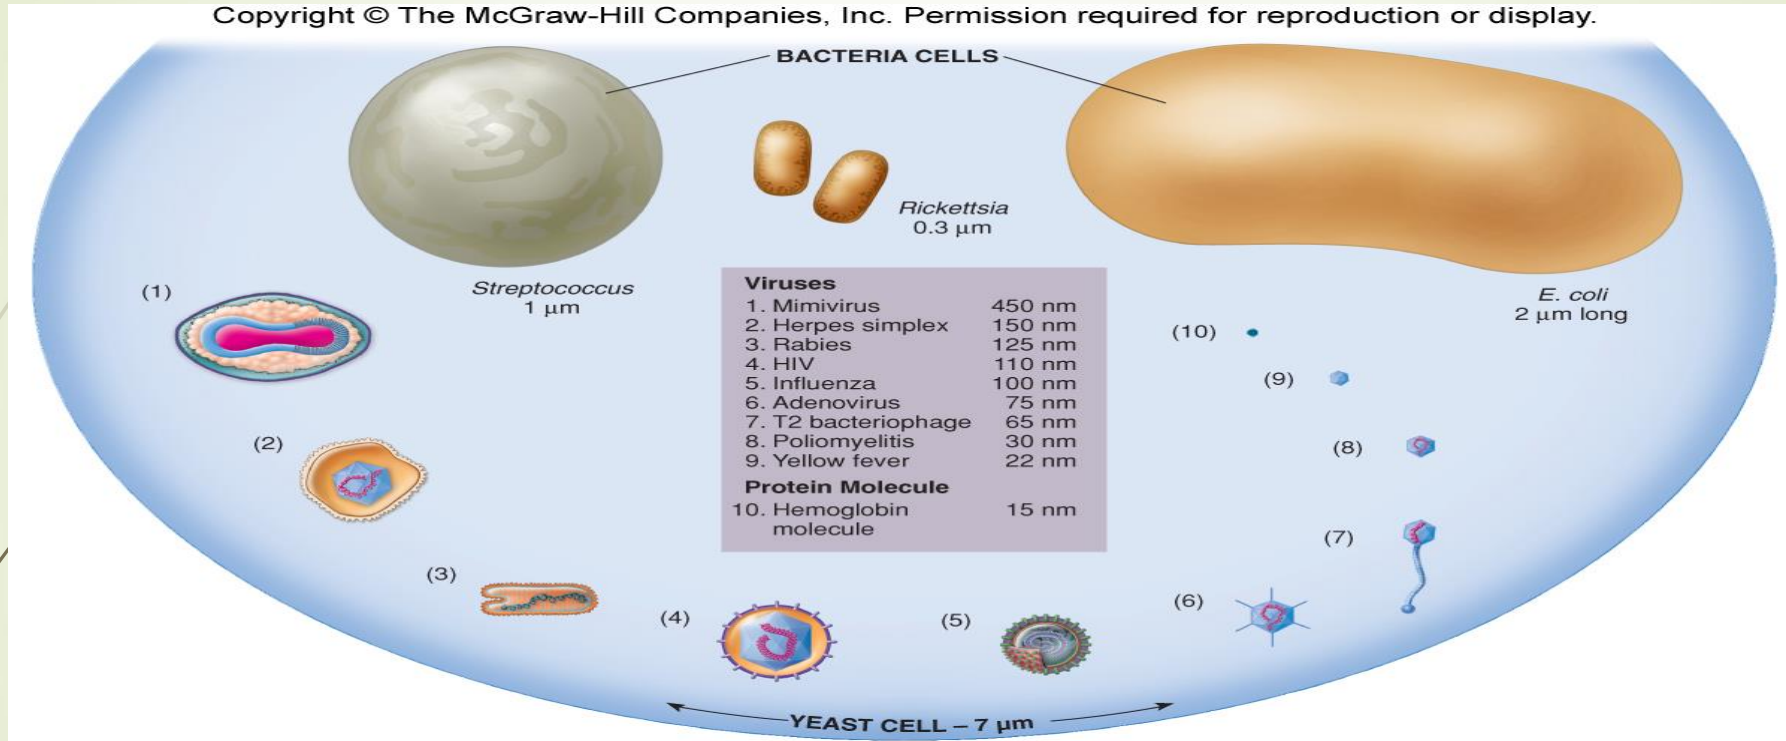 Copyright © The McGraw-Hill Companies, Inc. Permission required for reproduction or display.
BACTERIA CELLS
Rickettsia
0.3 μm
Streptococcus
1 μm
E. coli
2 μm long
Viruses
1. Mimivirus 450 nm
2. Herpes simplex 150 nm
3. Rabies 125 nm
4. HIV 110 nm
5. Influenza 100 nm
6. Adenovirus 75 nm
7. T2 bacteriophage 65 nm
8. Poliomyelitis 30 nm
9. Yellow fever 22 nm
Protein Molecule
10. Hemoglobin 15 nm
molecule
(1)
(2)
(3)
(4)
(5)
(6)
(7)
(8)
(9)
(10)
YEAST CELL – 7 μm